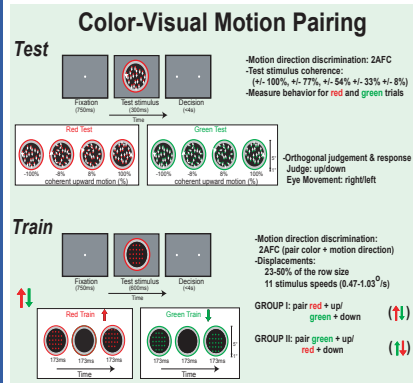 Color-Visual Motion Pairing
Test
Fixation
(750ms)
Test stimulus
(300ms)
Decision
(<4s)
Time
-Motion direction discrimination: 2AFC
-Test stimulus coherence:
(+/- 100%, +/- 77%, +/- 54% +/- 33% +/- 8%)
-Measure behavior for red and green trials
Red Test
-100% -8% 8% 100%
coherent upward motion (%)
Green Test
-100% -8% 8% 100%
coherent upward motion (%)
5°
1°
-Orthogonal judgement & response
Judge: up/down
Eye Movement: right/left
Train
Fixation
(750ms)
Test stimulus
(600ms)
Decision
(<4s)
Time
-Motion direction discrimination:
2AFC (pair color + motion direction)
-Displacements:
23-50% of the row size
11 stimulus speeds (0.47-1.03°/s)
Red Train
173ms 173ms 173ms
Time
Green Train
173ms 173ms 173ms
Time
5°
1°
GROUP I: pair red + up/
green + down
GROUP II: pair green + up/
red + down